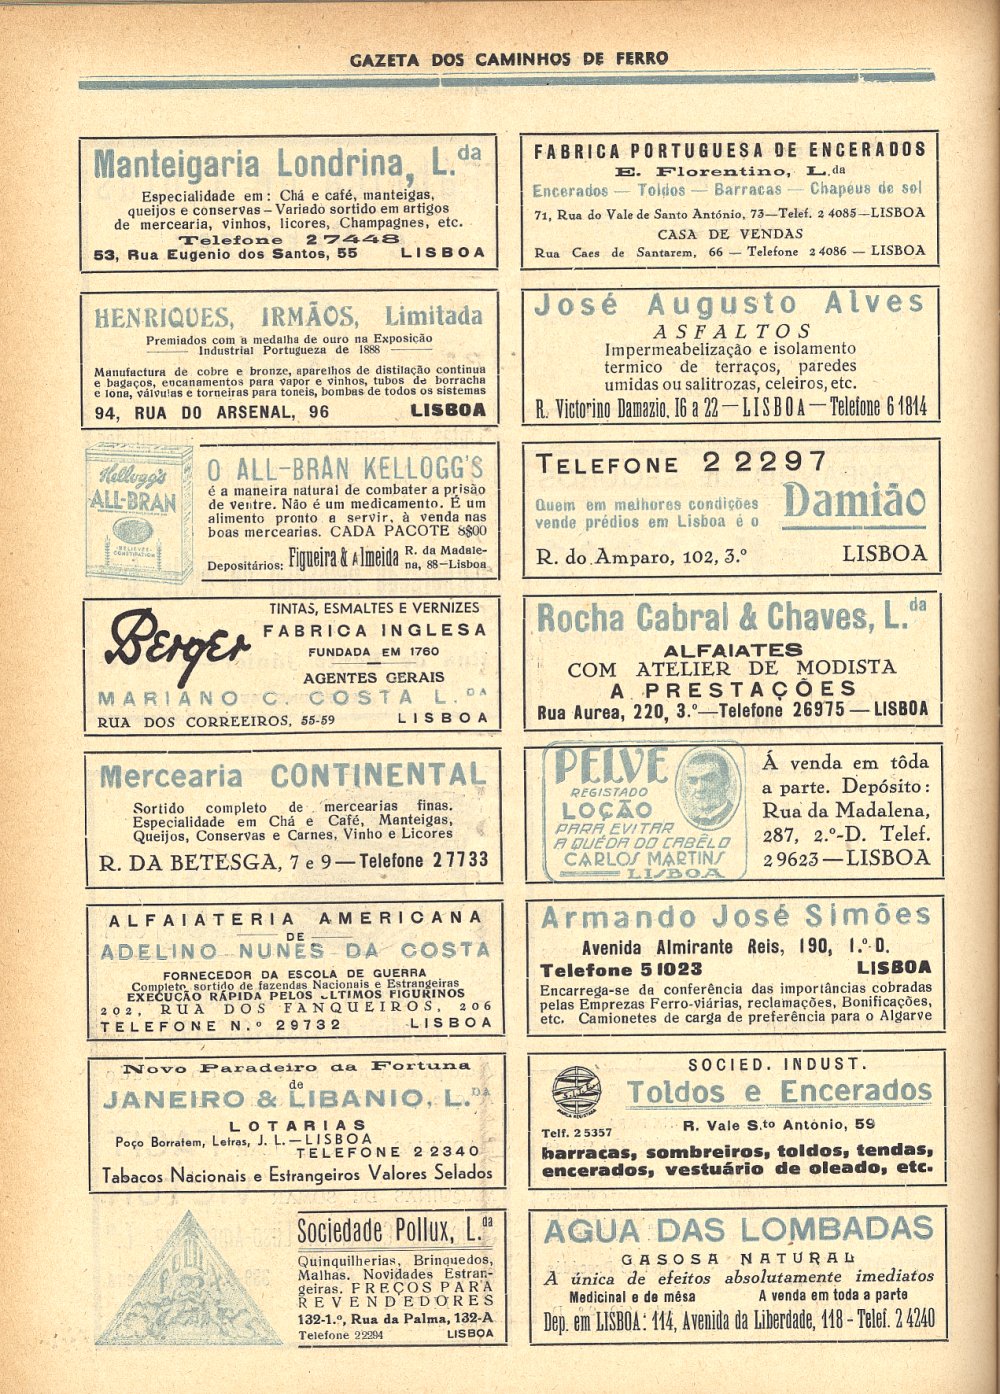 GAZETA DOS CAMINHOS DE FERRO
Manteigaria Londrina, L.da
Especialidade em: Chá e café, manteigas,
queijos e conservas – Variado sortido em artigos
de mercearia, vinhos, licores, Champagnes, etc.
Telefone 27448
53, Rua Eugenio dos Santos, 55 LISBOA
HENRIQUES, IRMÃOS, Limitada
Premiados com a medalha de ouro na Exposição
Industrial Portugueza de 1888
Manufactura de cobre e bronze, aparelhos de distilação continua
e bagaços, encanamentos para vapor e vinhos, tubos de borracha
e lona, válvulas e torneiras para toneis, bombas de todos os sistemas
94, RUA DO ARSENAL, 96 LISBOA
Kellogg's
ALL-BRAN
RELIEVES
CONSTIPATION
O ALL-BRAN KELLOGG'S
é a maneira natural de combater a prisão
de ventre. Não é um medicamento. É um
alimento pronto a servir, à venda nas
boas mercearias. CADA PACOTE 8$00
Depositários: Figueira & Almeida R. da Madale-
na, 88—Lisboa
Berger
TINTAS, ESMALTES E VERNIZES
FABRICA INGLESA
FUNDADA EM 1760
AGENTES GERAIS
MARIANO C. COSTA L.DA
RUA DOS CORREEIROS, 55-59 LISBOA
Mercearia CONTINENTAL
Sortido completo de mercearias finas.
Especialidade em Chá e Café, Manteigas,
Queijos, Conservas e Carnes, Vinho e Licores
R. DA BETESGA, 7 e 9 — Telefone 27733
ALFAIATERIA AMERICANA
DE
ADELINO NUNES DA COSTA
FORNECEDOR DA ESCOLA DE GUERRA
Completo sortido de fazendas Nacionais e Estrangeiras
EXECUÇÃO RÁPIDA PELOS ULTIMOS FIGURINOS
202, RUA DOS FANQUEIROS, 206
TELEFONE N.º 29732 LISBOA
Novo Paradeiro da Fortuna
de
JANEIRO & LIBANIO, L.DA
LOTARIAS
Poço Borratem, Letras, J. L. — LISBOA
TELEFONE 2 2340
Tabacos Nacionais e Estrangeiros Valores Selados
Sociedade Pollux, L.da
Quinquilherias, Brinquedos,
Malhas. Novidades Estran-
geiras. PREÇOS PARA
REVENDEDORES
132-1.º, Rua da Palma, 132-A
Telefone 22294 LISBOA
FABRICA PORTUGUESA DE ENCERADOS
E. Florentino, L.da
Encerados — Toldos — Barracas — Chapeus de sol
71, Rua do Vale de Santo António, 73—Telef. 2 4085—LISBOA
CASA DE VENDAS
Rua Caes de Santarem, 66 — Telefone 2 4086 — LISBOA
José Augusto Alves
ASFALTOS
Impermeabelização e isolamento
termico de terraços, paredes
umidas ou salitrozas, celeiros, etc.
R. Victorino Damazio, 16 a 22 — LISBOA — Telefone 6 1814
TELEFONE 2 2297
Quem em melhores condições
vende prédios em Lisboa é o
Damião
R. do Amparo, 102, 3.º LISBOA
Rocha Cabral & Chaves, L.da
ALFAIATES
COM ATELIER DE MODISTA
A PRESTAÇÕES
Rua Aurea, 220, 3.º—Telefone 26975 — LISBOA
PELVE
REGISTADO
LOÇÃO
PARA EVITAR
A QUÉDA DO CABÊLO
CARLOS MARTINS
LISBOA
Á venda em tôda
a parte. Depósito:
Rua da Madalena,
287, 2.º-D. Telef.
2 9623 — LISBOA
Armando José Simões
Avenida Almirante Reis, 190, 1.º D.
Telefone 5 1023 LISBOA
Encarrega-se da conferência das importâncias cobradas
pelas Emprezas Ferro-viárias, reclamações, Bonificações,
etc. Camionetes de carga de preferência para o Algarve
SOCIED. INDUST.
Toldos e Encerados
Telf. 2 5357
R. Vale S.to António, 59
barracas, sombreiros, toldos, tendas,
encerados, vestuário de oleado, etc.
AGUA DAS LOMBADAS
GASOSA NATURAL
A única de efeitos absolutamente imediatos
Medicinal e de mêsa A venda em toda a parte
Dep. em LISBOA: 114, Avenida da Liberdade, 118 - Telef. 2 4240